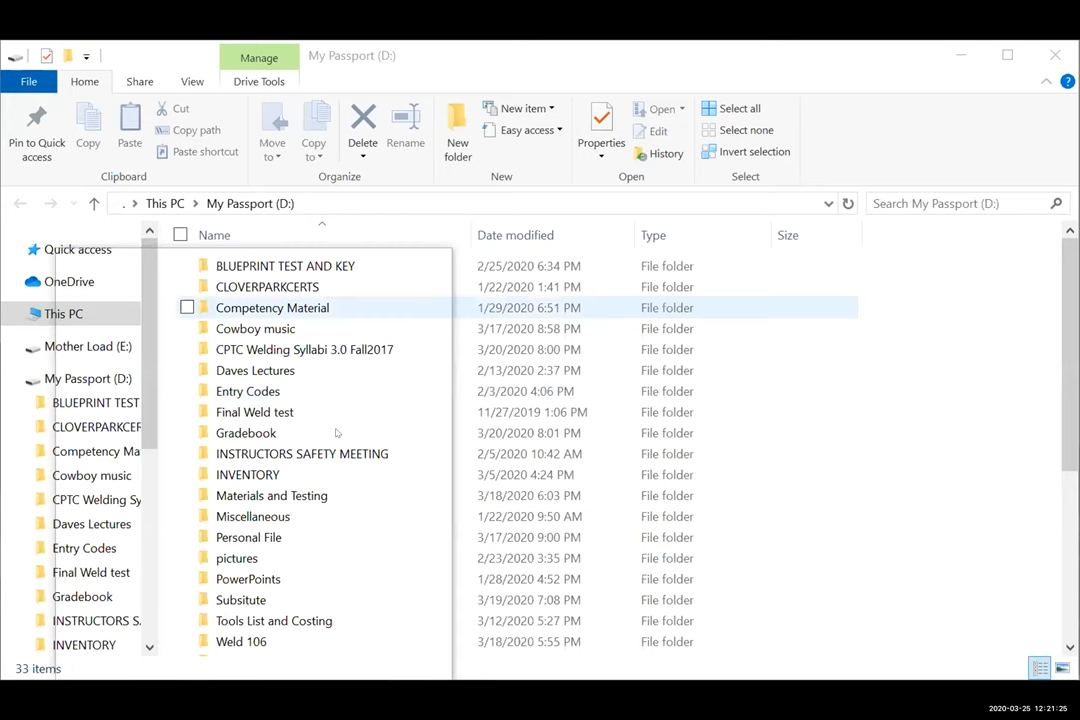 Manage
My Passport (D:)
File
Home
Share
View
Drive Tools
Pin to Quick access
Copy
Paste
Cut
Copy path
Paste shortcut
Clipboard
Move to
Copy to
Delete
Rename
Organize
New folder
New item
Easy access
New
Properties
Open
Edit
History
Open
Select all
Select none
Invert selection
Select
. This PC My Passport (D:)
Search My Passport (D:)
Name Date modified Type Size
Quick access
OneDrive
This PC
Mother Load (E:)
My Passport (D:)
BLUEPRINT TEST
CLOVERPARKCER
Competency Ma
Cowboy music
CPTC Welding Sy
Daves Lectures
Entry Codes
Final Weld test
Gradebook
INSTRUCTORS SA
INVENTORY
BLUEPRINT TEST AND KEY 2/25/2020 6:34 PM File folder
CLOVERPARKCERTS 1/22/2020 1:41 PM File folder
Competency Material 1/29/2020 6:51 PM File folder
Cowboy music 3/17/2020 8:58 PM File folder
CPTC Welding Syllabi 3.0 Fall2017 3/20/2020 8:00 PM File folder
Daves Lectures 2/13/2020 2:37 PM File folder
Entry Codes 2/3/2020 4:06 PM File folder
Final Weld test 11/27/2019 1:06 PM File folder
Gradebook 3/20/2020 8:01 PM File folder
INSTRUCTORS SAFETY MEETING 2/5/2020 10:42 AM File folder
INVENTORY 3/5/2020 4:24 PM File folder
Materials and Testing 3/18/2020 6:03 PM File folder
Miscellaneous 1/22/2020 9:50 AM File folder
Personal File 3/17/2020 9:00 PM File folder
pictures 2/23/2020 3:35 PM File folder
PowerPoints 1/28/2020 4:52 PM File folder
Subsitute 3/19/2020 7:08 PM File folder
Tools List and Costing 3/12/2020 5:27 PM File folder
Weld 106 3/18/2020 5:55 PM File folder
33 items
2020-03-25 12:21:25